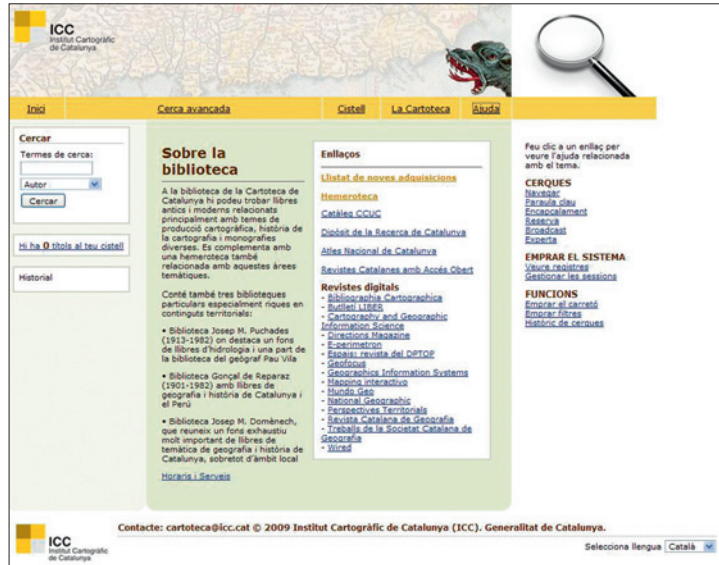 ICC
Institut Cartogràfic
de Catalunya
Inici
Cerca avançada
Cistell
La Cartoteca
Ajuda
Cercar
Termes de cerca:
Autor
Cercar
Hi ha 0 títols al teu cistell
Historial
Sobre la
biblioteca
A la biblioteca de la Cartoteca de
Catalunya hi podeu trobar llibres
antics i moderns relacionats
principalment amb temes de
producció cartogràfica, història de
la cartografia i monografies
diverses. Es complementa amb
una hemeroteca també
relacionada amb aquestes àrees
temàtiques.
Conté també tres biblioteques
particulars especialment riques en
continguts territorials:
• Biblioteca Josep M. Puchades
(1913-1982) on destaca un fons
de llibres d'hidrologia i una part de
la biblioteca del geògraf Pau Vila
• Biblioteca Gonçal de Reparaz
(1901-1982) amb llibres de
geografia i història de Catalunya i
el Perú
• Biblioteca Josep M. Domènech,
que reuneix un fons exhaustiu
molt important de llibres de
temàtica de geografia i història de
Catalunya, sobretot d'àmbit local
Horaris i Serveis
Enllaços
Llistat de noves adquisicions
Hemeroteca
Catàleg CCUC
Dipòsit de la Recerca de Catalunya
Atles Nacional de Catalunya
Revistes Catalanes amb Accés Obert
Revistes digitals
- Bibliographia Cartographica
- Butlletí LIBER
- Cartography and Geographic
Information Science
- Directions Magazine
- E-perimetron
- Espais: revista del DPTOP
- Geofocus
- Geographics Information Systems
- Mapping interactivo
- Mundo Geo
- National Geographic
- Perspectives Territorials
- Revista Catalana de Geografia
- Treballs de la Societat Catalana de
Geografia
- Wired
Feu clic a un enllaç per
veure l'ajuda relacionada
amb el tema.
CERQUES
Navegar
Paraula clau
Encapçalament
Reserva
Broadcast
Experta
EMPRAR EL SISTEMA
Veure registres
Gestionar les sessions
FUNCIONS
Emprar el carretó
Emprar filtres
Històric de cerques
Contacte: cartoteca@icc.cat © 2009 Institut Cartogràfic de Catalunya (ICC). Generalitat de Catalunya.
ICC
Institut Cartogràfic
de Catalunya
Selecciona llengua Català